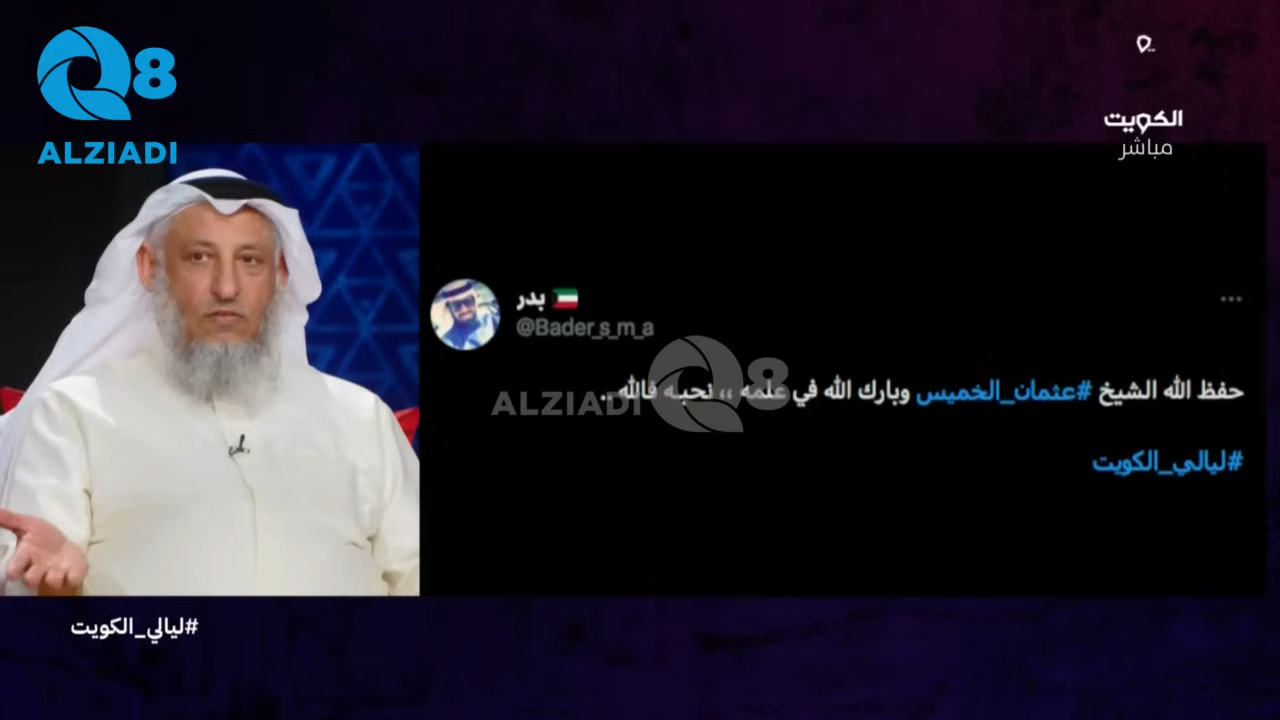 Q8
ALZIADI
الكويت
مباشر
بدر
@Bader_s_m_a
حفظ الله الشيخ #عثمان_الخميس وبارك الله في علمه ،، نحبه فالله ..
ALZIADI Q8
#ليالي_الكويت
#ليالي_الكويت